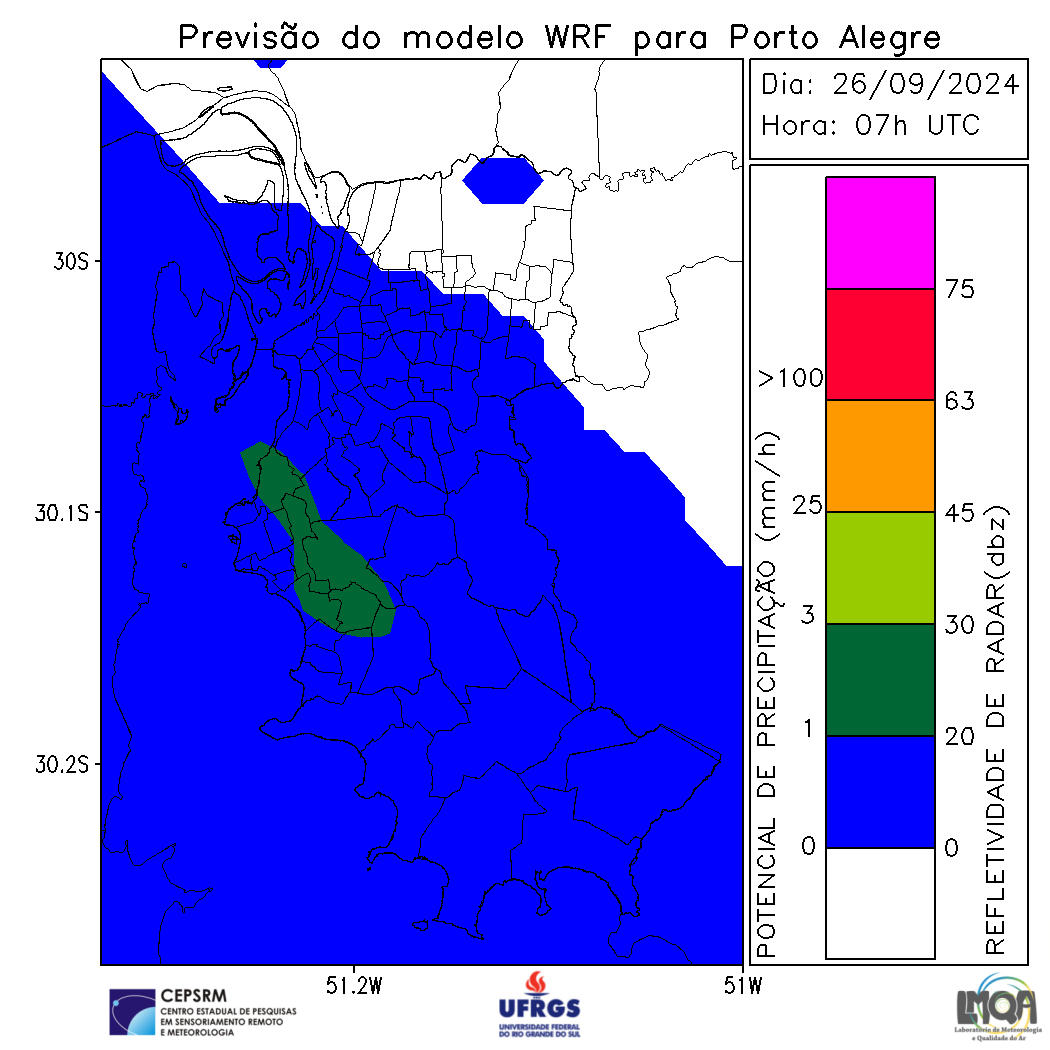 Previsão do modelo WRF para Porto Alegre
Dia: 26/09/2024
Hora: 07h UTC
30S
30.1S
30.2S
51.2W
51W
POTENCIAL DE PRECIPITAÇÃO (mm/h)
>100
25
3
1
0
75
63
45
30
20
0
REFLETIVIDADE DE RADAR(dbz)
CEPSRM
CENTRO ESTADUAL DE PESQUISAS
EM SENSORIAMENTO REMOTO
E METEOROLOGIA
UFRGS
UNIVERSIDADE FEDERAL
DO RIO GRANDE DO SUL
LMQA
Laboratório de Meteorologia
e Qualidade do Ar